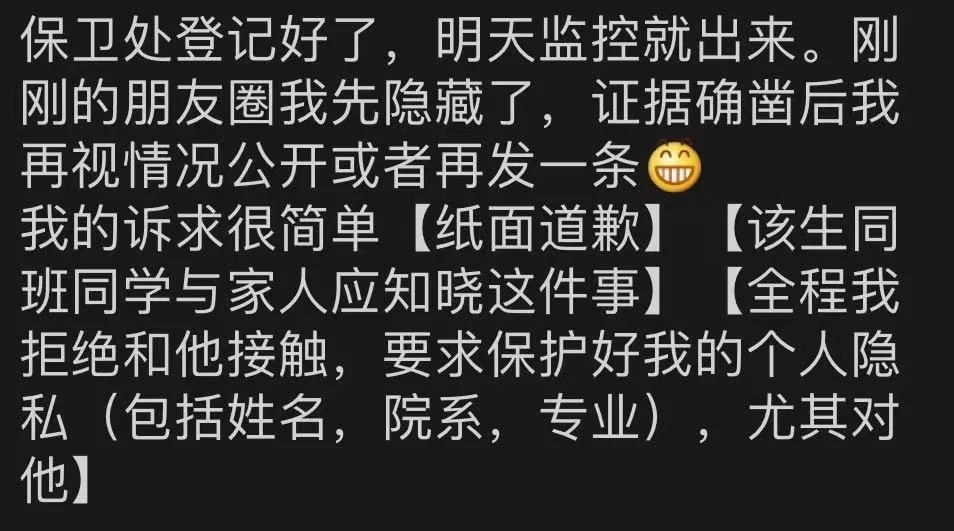 保卫处登记好了，明天监控就出来。刚
刚的朋友圈我先隐藏了，证据确凿后我
再视情况公开或者再发一条😁
我的诉求很简单【纸面道歉】【该生同
班同学与家人应知晓这件事】【全程我
拒绝和他接触，要求保护好我的个人隐
私（包括姓名，院系，专业），尤其对
他】